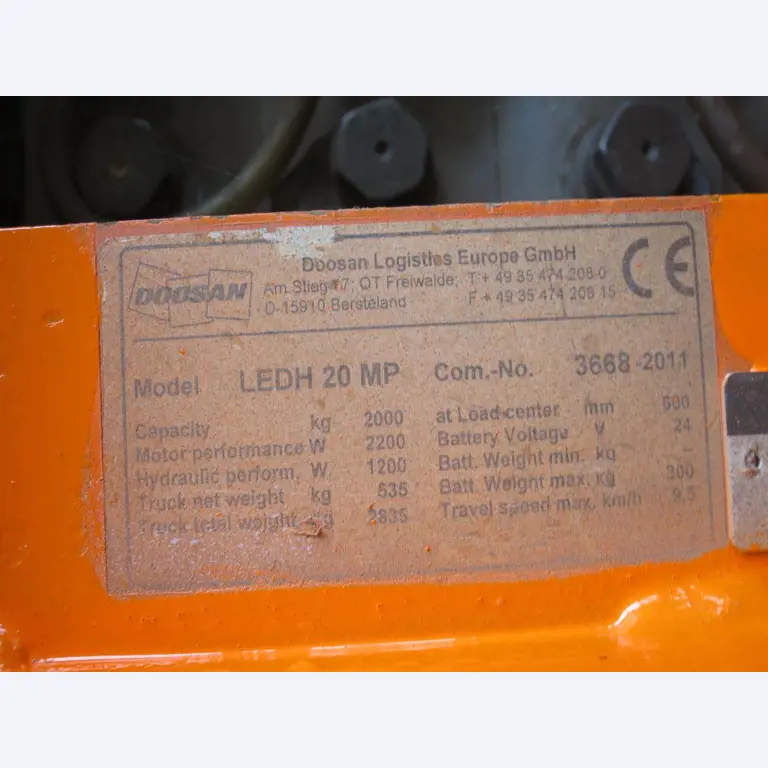 DOOSAN
Doosan Logistics Europe GmbH
Am Stieg 17; OT Freiwalde; T + 49 35 474 208 0
D-15910 Bersteland F + 49 35 474 208 15
CE
Model LEDH 20 MP Com.-No. 3668-2011
Capacity kg 2000 at Load center mm 600
Motor performance W 2200 Battery Voltage V 24
Hydraulic perform. W 1200 Batt. Weight min. kg -
Truck net weight kg 535 Batt. Weight max. kg 300
Truck total weight kg 2835 Travel speed max. km/h 9.5